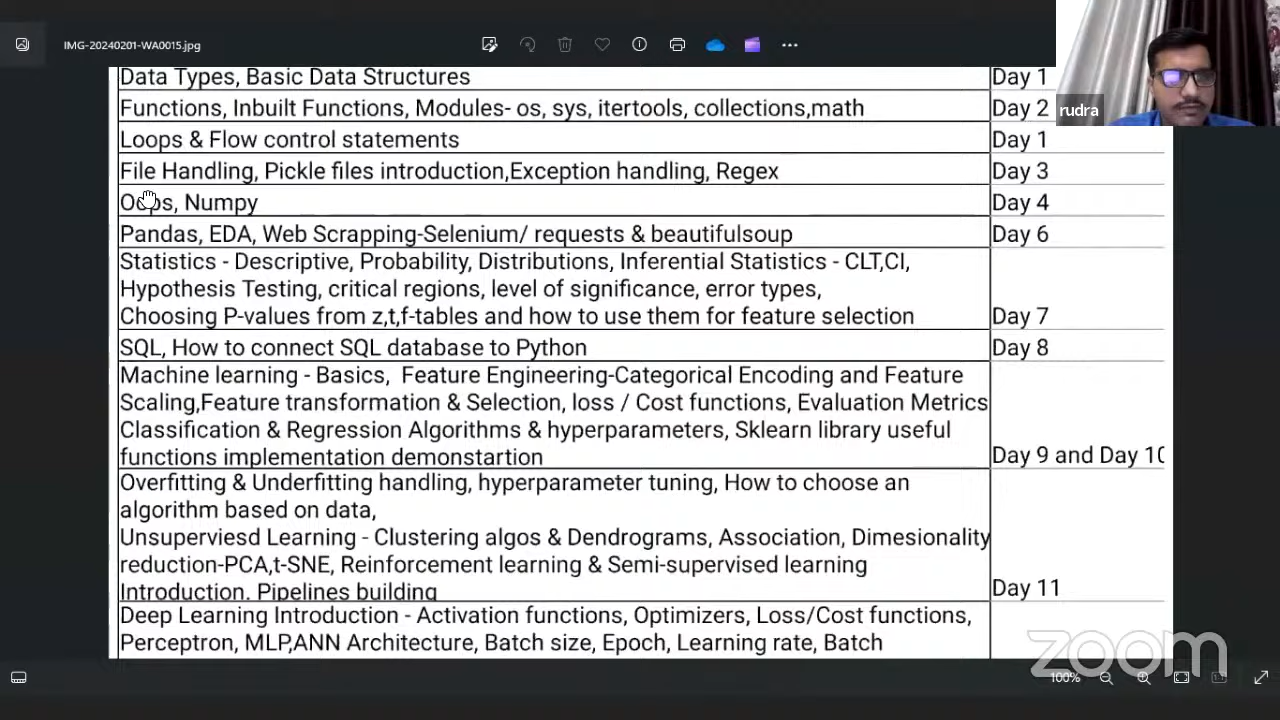 IMG-20240201-WA0015.jpg
rudra
Data Types, Basic Data Structures Day 1
Functions, Inbuilt Functions, Modules- os, sys, itertools, collections,math Day 2
Loops & Flow control statements Day 1
File Handling, Pickle files introduction,Exception handling, Regex Day 3
Oops, Numpy Day 4
Pandas, EDA, Web Scrapping-Selenium/ requests & beautifulsoup Day 6
Statistics - Descriptive, Probability, Distributions, Inferential Statistics - CLT,CI,
Hypothesis Testing, critical regions, level of significance, error types,
Choosing P-values from z,t,f-tables and how to use them for feature selection Day 7
SQL, How to connect SQL database to Python Day 8
Machine learning - Basics, Feature Engineering-Categorical Encoding and Feature
Scaling,Feature transformation & Selection, loss / Cost functions, Evaluation Metrics
Classification & Regression Algorithms & hyperparameters, Sklearn library useful
functions implementation demonstartion Day 9 and Day 10
Overfitting & Underfitting handling, hyperparameter tuning, How to choose an
algorithm based on data,
Unsuperviesd Learning - Clustering algos & Dendrograms, Association, Dimesionality
reduction-PCA,t-SNE, Reinforcement learning & Semi-supervised learning
Introduction. Pipelines building Day 11
Deep Learning Introduction - Activation functions, Optimizers, Loss/Cost functions,
Perceptron, MLP,ANN Architecture, Batch size, Epoch, Learning rate, Batch
zoom
100%